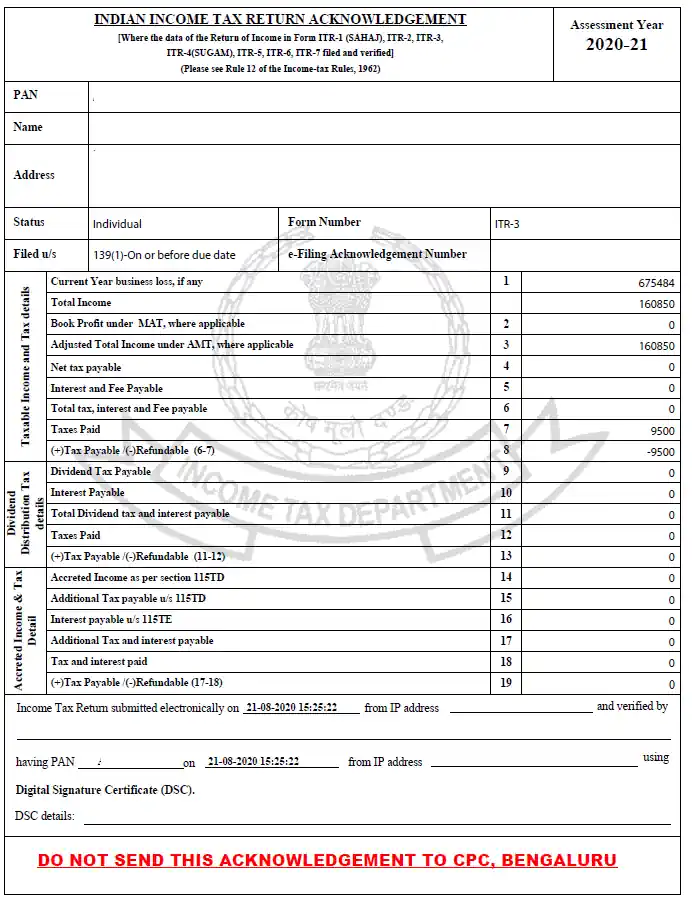 INDIAN INCOME TAX RETURN ACKNOWLEDGEMENT
[Where the data of the Return of Income in Form ITR-1 (SAHAJ), ITR-2, ITR-3,
ITR-4(SUGAM), ITR-5, ITR-6, ITR-7 filed and verified]
(Please see Rule 12 of the Income-tax Rules, 1962)
Assessment Year
2020-21
PAN
Name
Address
Status Individual Form Number ITR-3
Filed u/s 139(1)-On or before due date e-Filing Acknowledgement Number
Taxable Income and Tax details
Current Year business loss, if any 1 675484
Total Income 160850
Book Profit under MAT, where applicable 2 0
Adjusted Total Income under AMT, where applicable 3 160850
Net tax payable 4 0
Interest and Fee Payable 5 0
Total tax, interest and Fee payable 6 0
Taxes Paid 7 9500
(+)Tax Payable /(-)Refundable (6-7) 8 -9500
Dividend Distribution Tax details
Dividend Tax Payable 9 0
Interest Payable 10 0
Total Dividend tax and interest payable 11 0
Taxes Paid 12 0
(+)Tax Payable /(-)Refundable (11-12) 13 0
Accreted Income & Tax Detail
Accreted Income as per section 115TD 14 0
Additional Tax payable u/s 115TD 15 0
Interest payable u/s 115TE 16 0
Additional Tax and interest payable 17 0
Tax and interest paid 18 0
(+)Tax Payable /(-)Refundable (17-18) 19 0
सत्यमेव जयते
कोष मूलो दण्डः
INCOME TAX DEPARTMENT
Income Tax Return submitted electronically on 21-08-2020 15:25:22 from IP address and verified by
having PAN on 21-08-2020 15:25:22 from IP address using
Digital Signature Certificate (DSC).
DSC details:
DO NOT SEND THIS ACKNOWLEDGEMENT TO CPC, BENGALURU